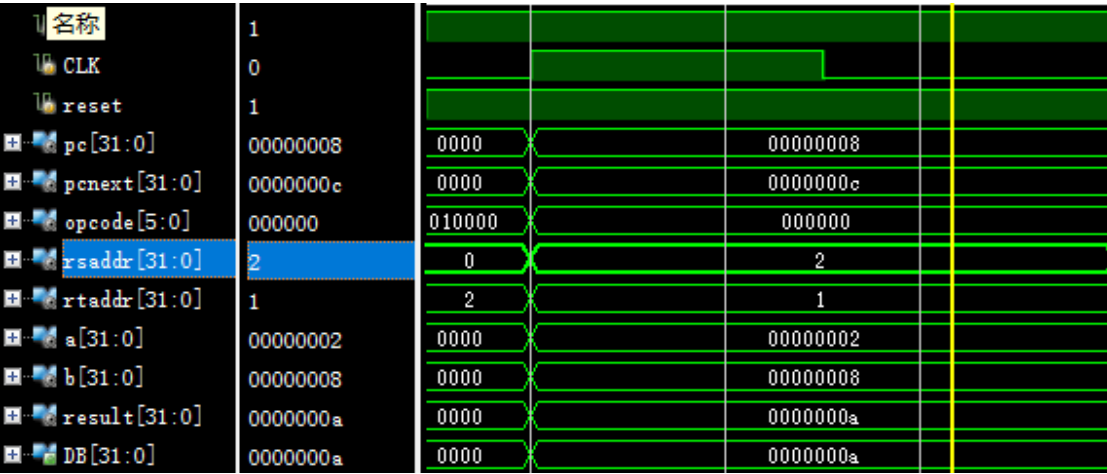 名称 1
CLK 0
reset 1
pc[31:0] 00000008 0000 00000008
pcnext[31:0] 0000000c 0000 0000000c
opcode[5:0] 000000 010000 000000
rsaddr[31:0] 2 0 2
rtaddr[31:0] 1 2 1
a[31:0] 00000002 0000 00000002
b[31:0] 00000008 0000 00000008
result[31:0] 0000000a 0000 0000000a
DB[31:0] 0000000a 0000 0000000a